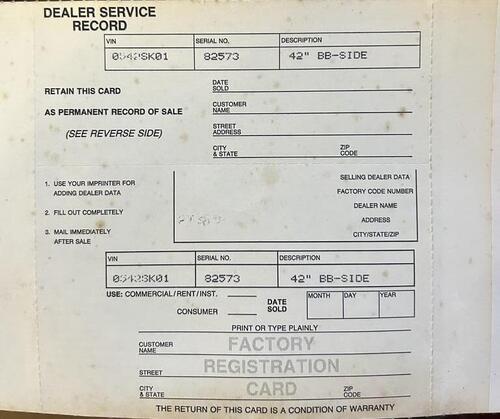 DEALER SERVICE
RECORD
VIN SERIAL NO. DESCRIPTION
0542SK01 82573 42" BB-SIDE
RETAIN THIS CARD
AS PERMANENT RECORD OF SALE
(SEE REVERSE SIDE)
DATE
SOLD
CUSTOMER
NAME
STREET
ADDRESS
CITY
& STATE
ZIP
CODE
1. USE YOUR IMPRINTER FOR
ADDING DEALER DATA
2. FILL OUT COMPLETELY
3. MAIL IMMEDIATELY
AFTER SALE
SELLING DEALER DATA
FACTORY CODE NUMBER
DEALER NAME
ADDRESS
CITY/STATE/ZIP
VIN SERIAL NO. DESCRIPTION
0542SK01 82573 42" BB-SIDE
USE: COMMERCIAL/RENT/INST.
CONSUMER
DATE
SOLD
MONTH DAY YEAR
PRINT OR TYPE PLAINLY
FACTORY
REGISTRATION
CARD
CUSTOMER
NAME
STREET
CITY
& STATE
ZIP
CODE
THE RETURN OF THIS CARD IS A CONDITION OF WARRANTY